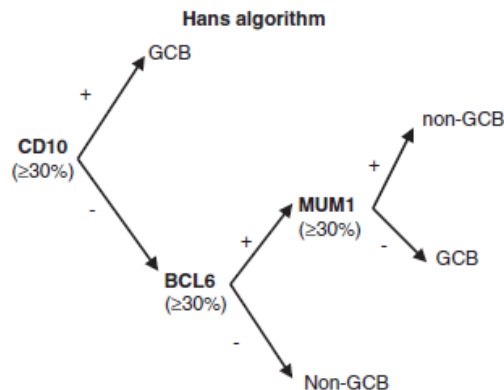 Hans algorithm
GCB
+
non-GCB
CD10
(≥30%)
+
-
MUM1
(≥30%)
+
-
GCB
BCL6
(≥30%)
-
Non-GCB